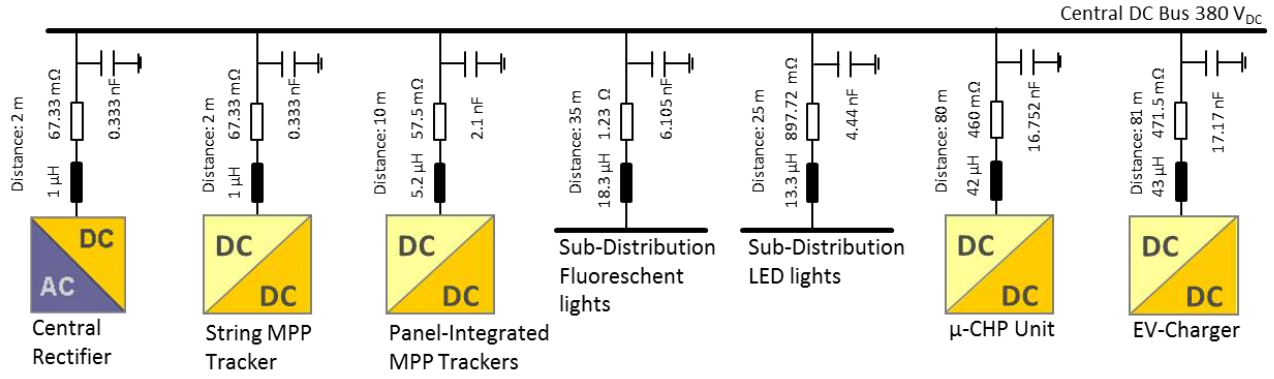 Central DC Bus 380 VDC
Distance: 2 m
67.33 mΩ
1 µH
0.333 nF
DC
AC
Central
Rectifier
Distance: 2 m
67.33 mΩ
1 µH
0.333 nF
DC
DC
String MPP
Tracker
Distance: 10 m
57.5 mΩ
5.2 µH
2.1 nF
DC
DC
Panel-Integrated
MPP Trackers
Distance: 35 m
1.23 Ω
18.3 µH
6.105 nF
Sub-Distribution
Fluoreschent
lights
Distance: 25 m
897.72 mΩ
13.3 µH
4.44 nF
Sub-Distribution
LED lights
Distance: 80 m
460 mΩ
42 µH
16.752 nF
DC
DC
µ-CHP Unit
Distance: 81 m
471.5 mΩ
43 µH
17.17 nF
DC
DC
EV-Charger